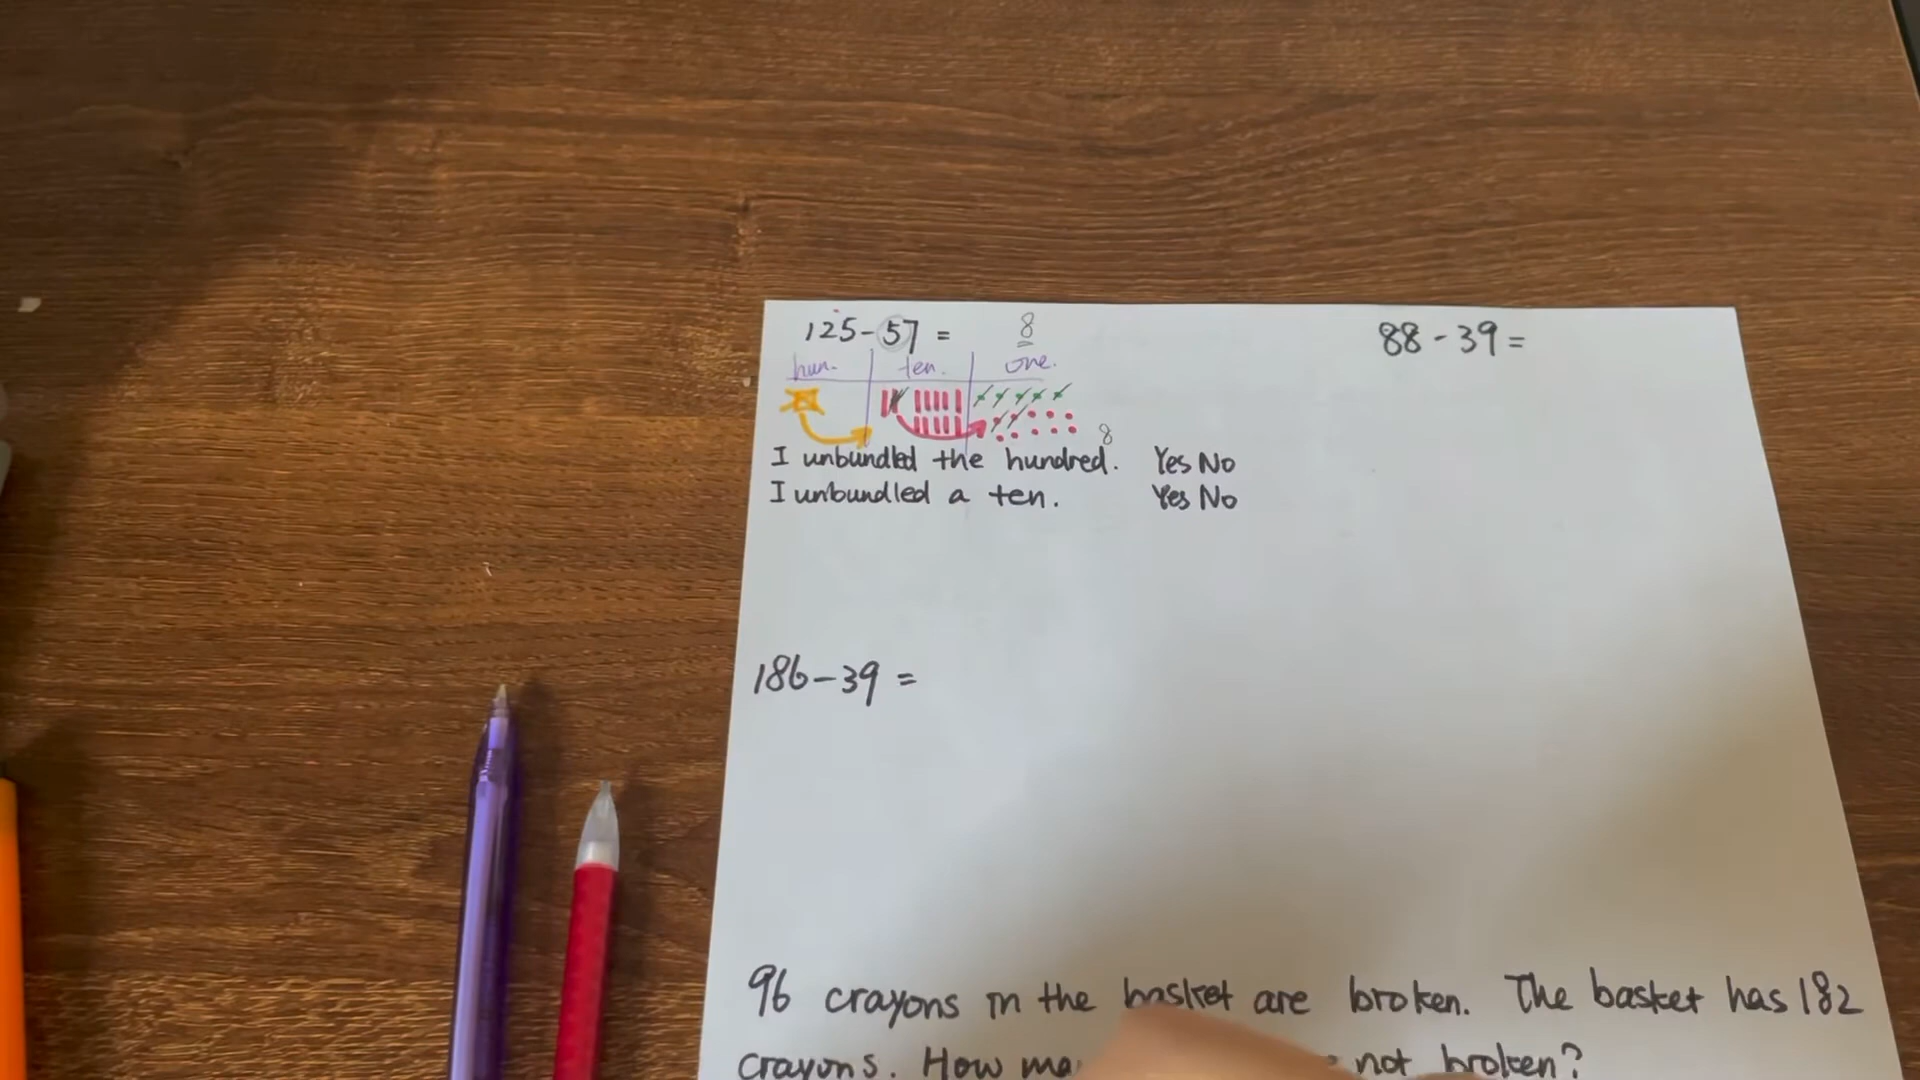 125-57 = 8
88-39=
hun. ten. one.
8
I unbundled the hundred. Yes No
I unbundled a ten. Yes No
186-39 =
96 crayons in the basket are broken. The basket has 182
crayons. How not broken?